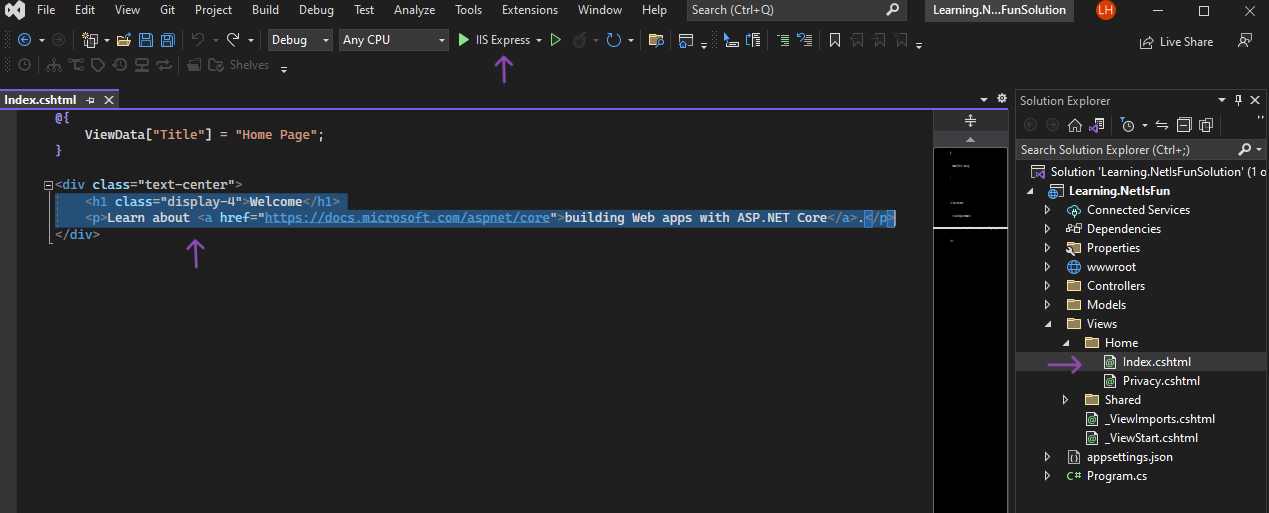 File Edit View Git Project Build Debug Test Analyze Tools Extensions Window Help Search (Ctrl+Q) Learning.N...FunSolution LH
Debug Any CPU IIS Express Live Share
Shelves
Index.cshtml
@{
ViewData["Title"] = "Home Page";
}
<div class="text-center">
<h1 class="display-4">Welcome</h1>
<p>Learn about <a href="https://docs.microsoft.com/aspnet/core">building Web apps with ASP.NET Core</a>.</p>
</div>
Solution Explorer
Search Solution Explorer (Ctrl+;)
Solution 'Learning.NetIsFunSolution' (1 o
Learning.NetIsFun
Connected Services
Dependencies
Properties
wwwroot
Controllers
Models
Views
Home
Index.cshtml
Privacy.cshtml
Shared
_ViewImports.cshtml
_ViewStart.cshtml
appsettings.json
C# Program.cs